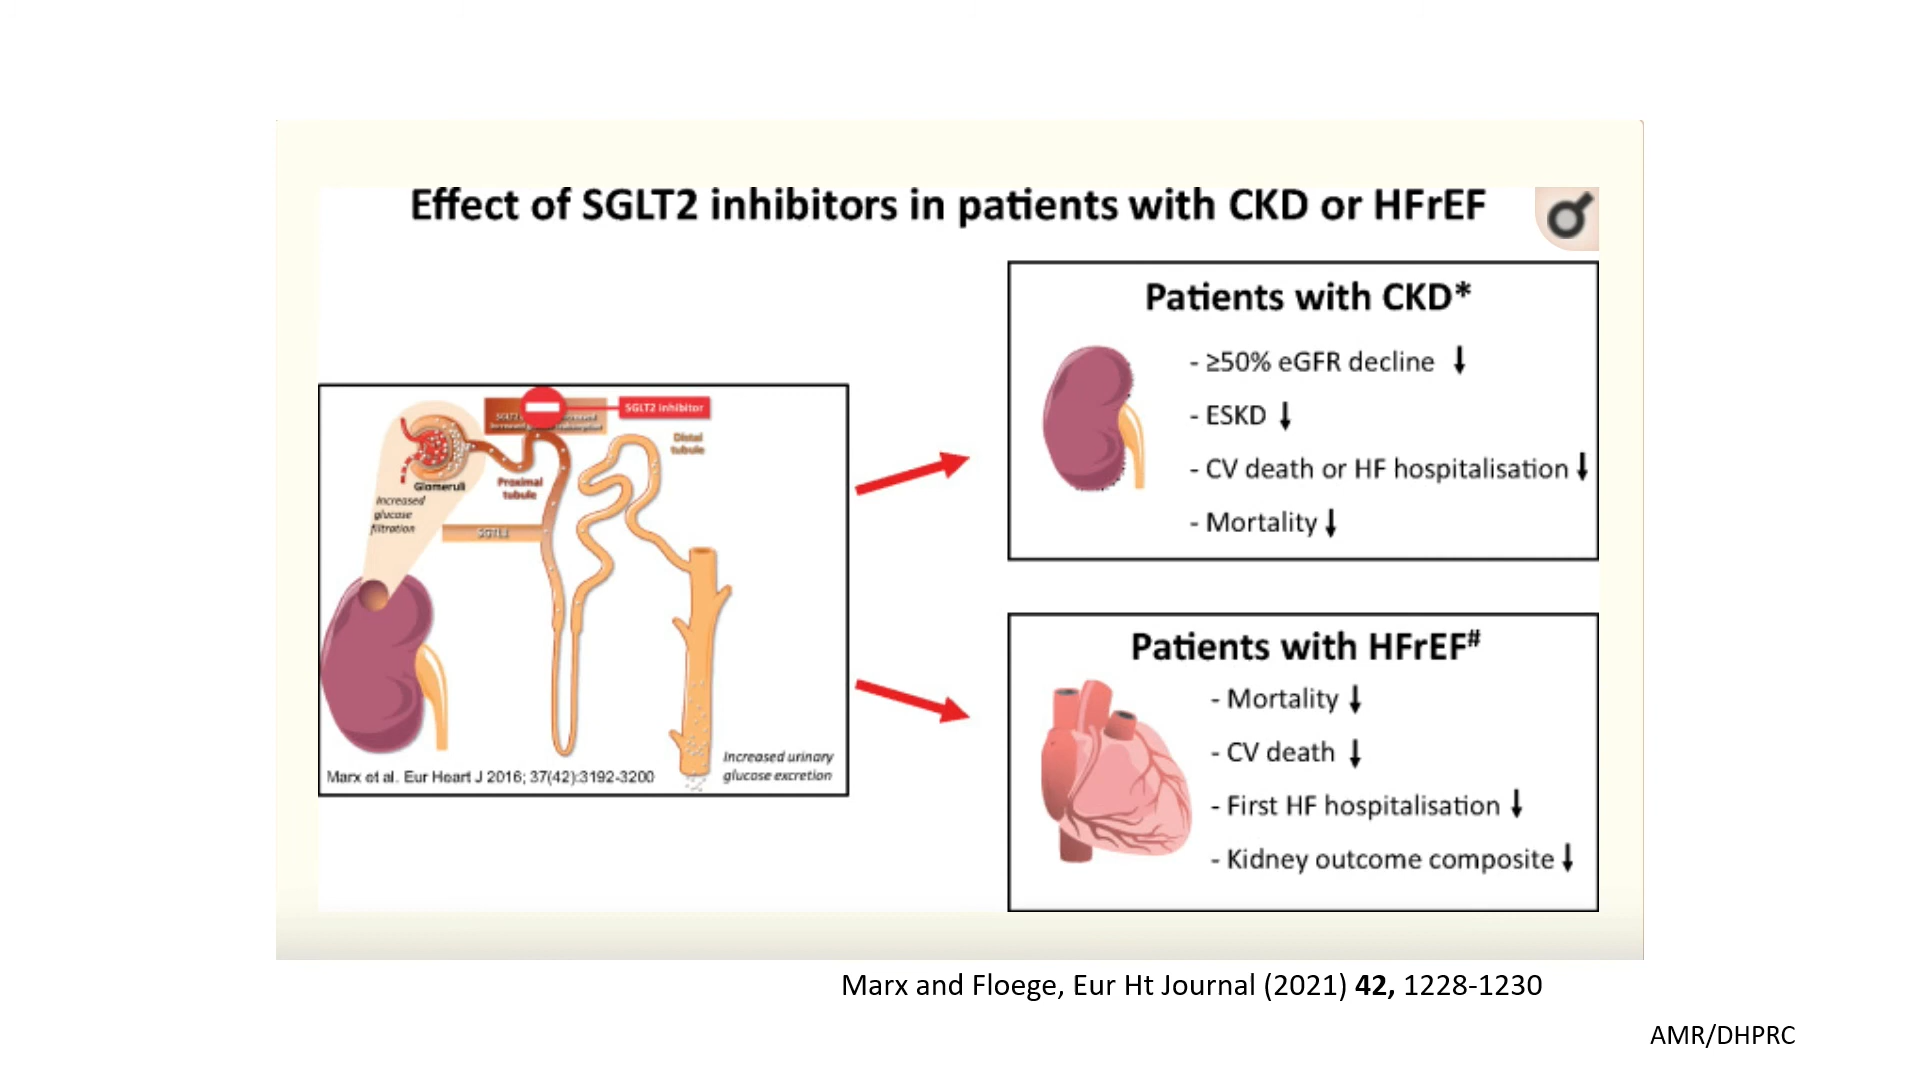 Effect of SGLT2 inhibitors in patients with CKD or HFrEF
SGLT2 inhibitor
Distal
tubule
Glomeruli
Proximal
tubule
Increased
glucose
filtration
Increased urinary
glucose excretion
Marx et al. Eur Heart J 2016; 37(42):3192-3200
Patients with CKD*
- ≥50% eGFR decline ↓
- ESKD ↓
- CV death or HF hospitalisation ↓
- Mortality ↓
Patients with HFrEF#
- Mortality ↓
- CV death ↓
- First HF hospitalisation ↓
- Kidney outcome composite ↓
Marx and Floege, Eur Ht Journal (2021) 42, 1228-1230
AMR/DHPRC